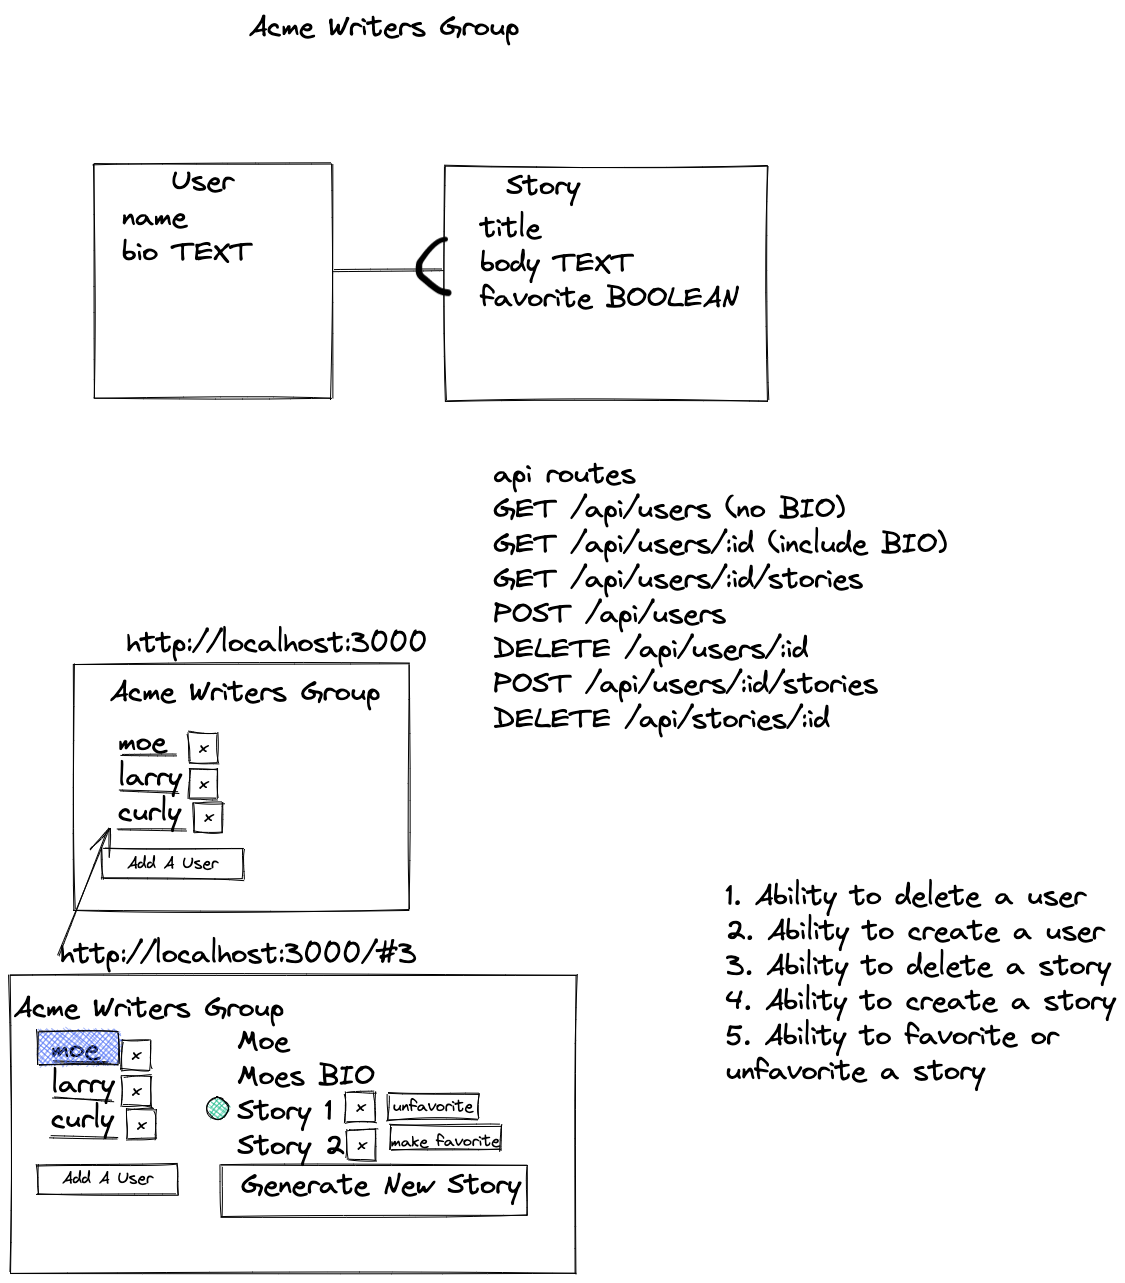 Acme Writers Group
User
name
bio TEXT
Story
title
body TEXT
favorite BOOLEAN
api routes
GET /api/users (no BIO)
GET /api/users/:id (include BIO)
GET /api/users/:id/stories
POST /api/users
DELETE /api/users/:id
POST /api/users/:id/stories
DELETE /api/stories/:id
http://localhost:3000
Acme Writers Group
moe x
larry x
curly x
Add A User
http://localhost:3000/#3
Acme Writers Group
moe x
larry x
curly x
Add A User
Moe
Moes BIO
Story 1 x unfavorite
Story 2 x make favorite
Generate New Story
1. Ability to delete a user
2. Ability to create a user
3. Ability to delete a story
4. Ability to create a story
5. Ability to favorite or
unfavorite a story